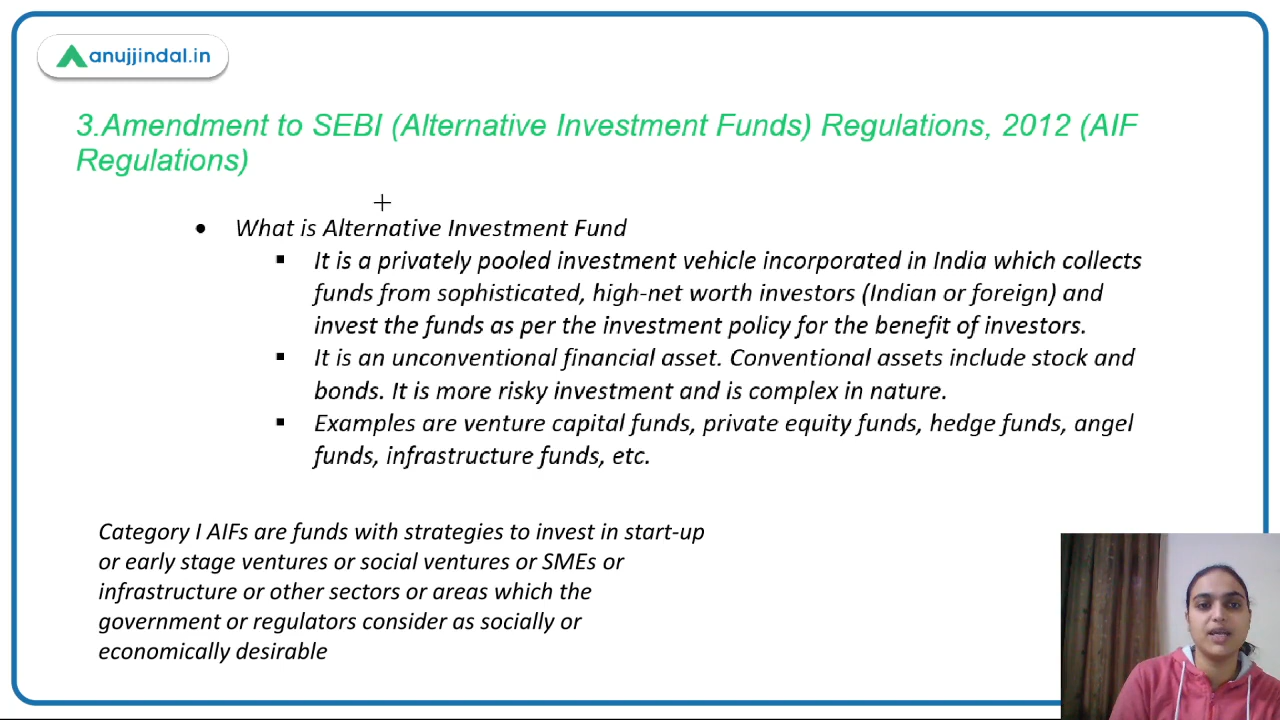 anujjindal.in
3.Amendment to SEBI (Alternative Investment Funds) Regulations, 2012 (AIF
Regulations)
• What is Alternative Investment Fund
▪ It is a privately pooled investment vehicle incorporated in India which collects
funds from sophisticated, high-net worth investors (Indian or foreign) and
invest the funds as per the investment policy for the benefit of investors.
▪ It is an unconventional financial asset. Conventional assets include stock and
bonds. It is more risky investment and is complex in nature.
▪ Examples are venture capital funds, private equity funds, hedge funds, angel
funds, infrastructure funds, etc.
Category I AIFs are funds with strategies to invest in start-up
or early stage ventures or social ventures or SMEs or
infrastructure or other sectors or areas which the
government or regulators consider as socially or
economically desirable